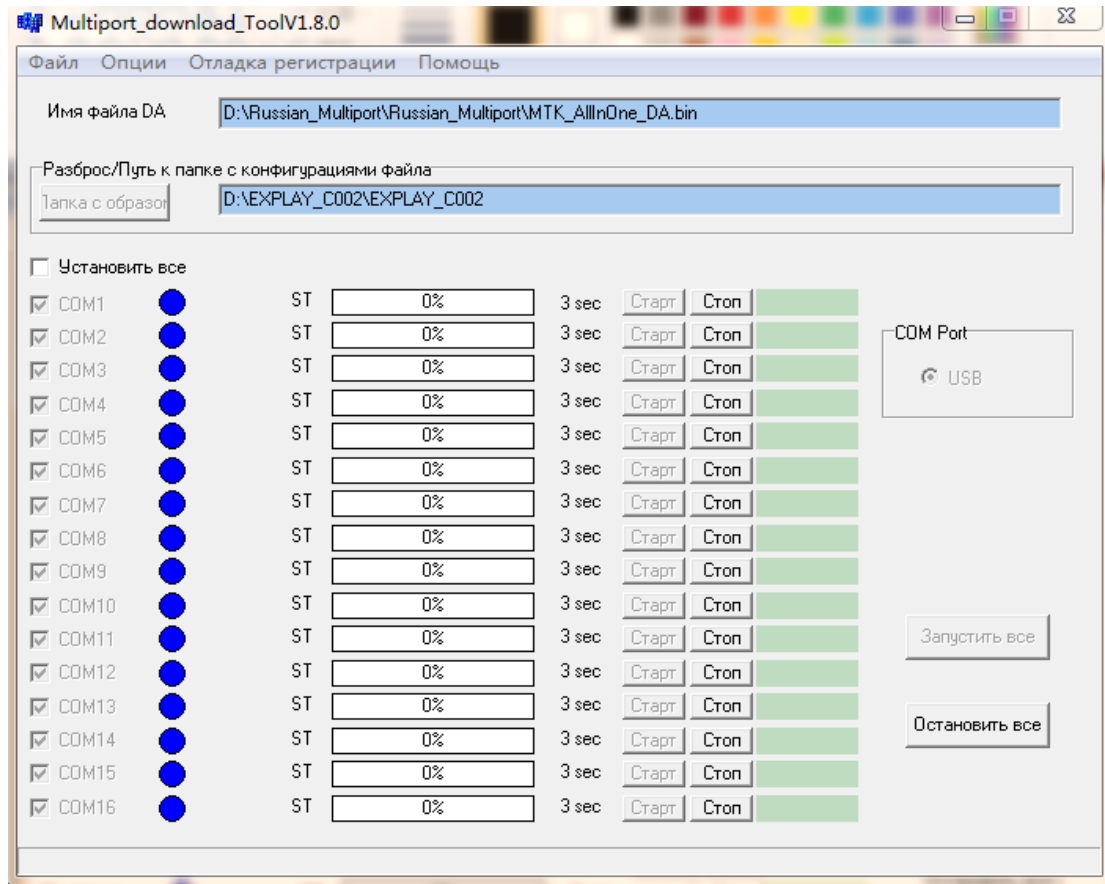 Multiport_download_ToolV1.8.0
Файл Опции Отладка регистрации Помощь
Имя файла DA D:\Russian_Multiport\Russian_Multiport\MTK_AllInOne_DA.bin
Разброс/Путь к папке с конфигурациями файла
Папка с образом D:\EXPLAY_C002\EXPLAY_C002
Установить все
COM1 ST 0% 3 sec Старт Стоп
COM2 ST 0% 3 sec Старт Стоп
COM Port
COM3 ST 0% 3 sec Старт Стоп
USB
COM4 ST 0% 3 sec Старт Стоп
COM5 ST 0% 3 sec Старт Стоп
COM6 ST 0% 3 sec Старт Стоп
COM7 ST 0% 3 sec Старт Стоп
COM8 ST 0% 3 sec Старт Стоп
COM9 ST 0% 3 sec Старт Стоп
COM10 ST 0% 3 sec Старт Стоп
COM11 ST 0% 3 sec Старт Стоп
Запустить все
COM12 ST 0% 3 sec Старт Стоп
COM13 ST 0% 3 sec Старт Стоп
COM14 ST 0% 3 sec Старт Стоп
Остановить все
COM15 ST 0% 3 sec Старт Стоп
COM16 ST 0% 3 sec Старт Стоп